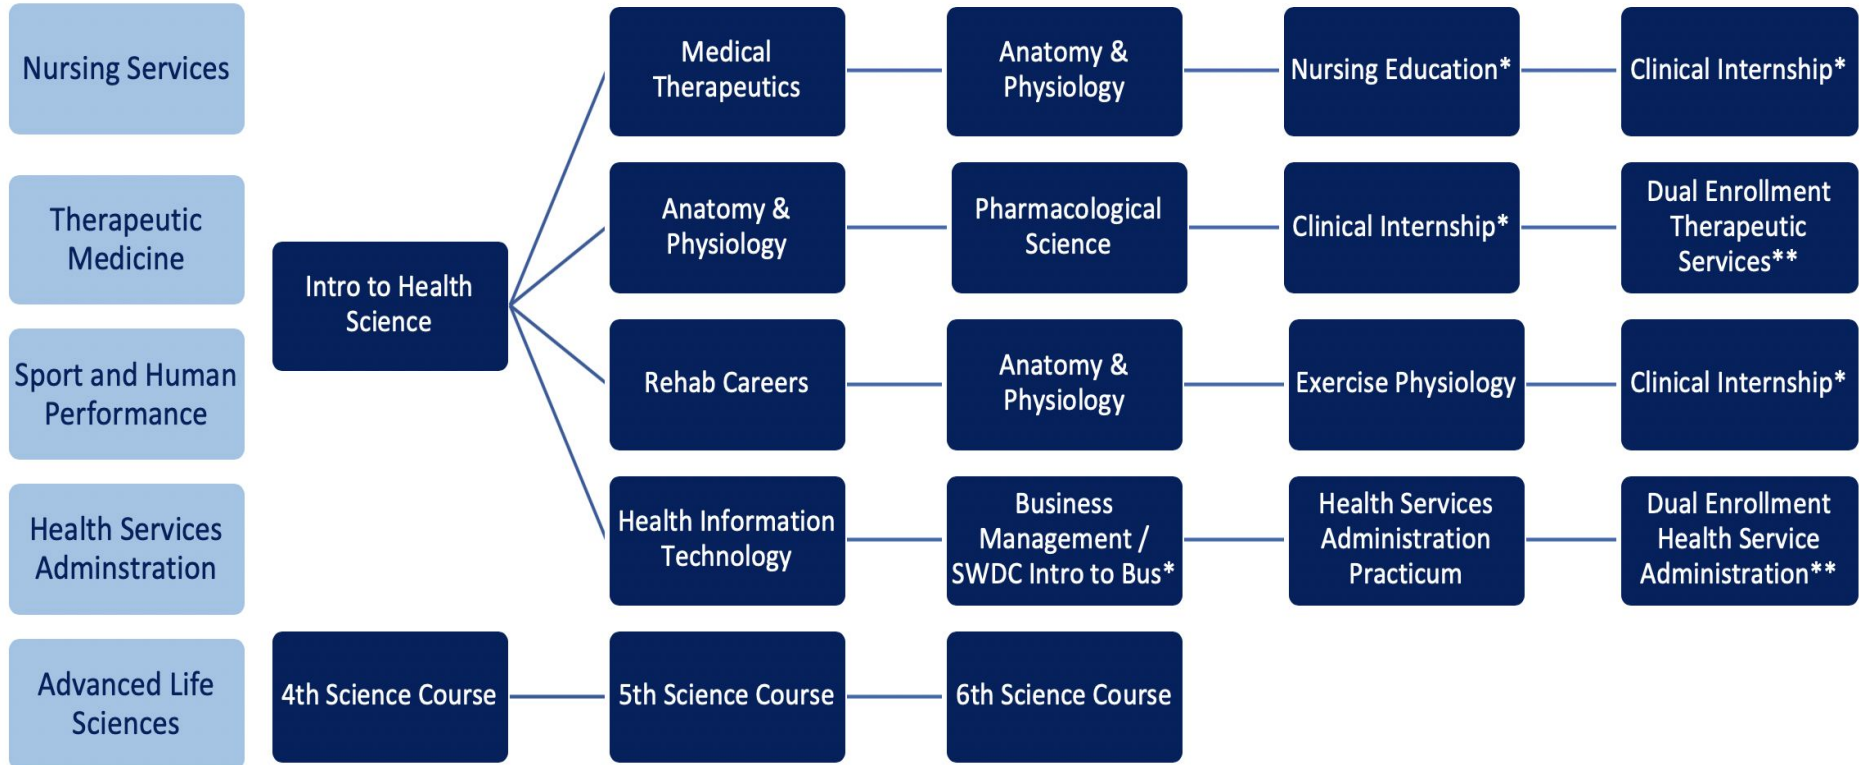 Nursing Services
Medical
Therapeutics
Anatomy &
Physiology
Nursing Education*
Clinical Internship*
Therapeutic
Medicine
Intro to Health
Science
Anatomy &
Physiology
Pharmacological
Science
Clinical Internship*
Dual Enrollment
Therapeutic
Services**
Sport and Human
Performance
Rehab Careers
Anatomy &
Physiology
Exercise Physiology
Clinical Internship*
Health Services
Adminstration
Health Information
Technology
Business
Management /
SWDC Intro to Bus*
Health Services
Administration
Practicum
Dual Enrollment
Health Service
Administration**
Advanced Life
Sciences
4th Science Course
5th Science Course
6th Science Course